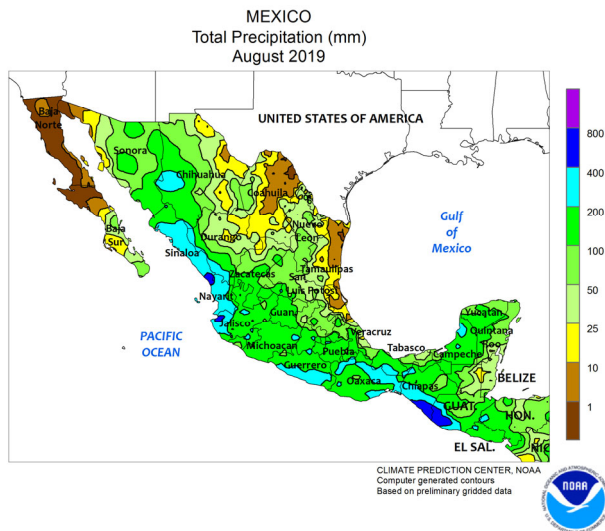 MEXICO
Total Precipitation (mm)
August 2019
UNITED STATES OF AMERICA
Baja
Norte
Sonora
Chihuahua
Coahuila
Nuevo
Leon
Baja
Sur
Sinaloa
Durango
Tamaulipas
Zacatecas
San
Luis Potosi
Nayarit
Jalisco
Guanj
Michoacan
Guerrero
Puebla
Veracruz
Oaxaca
Tabasco
Chiapas
Campeche
Yucatan
Quintana
Roo
Gulf
of
Mexico
PACIFIC
OCEAN
BELIZE
GUAT.
HON.
EL SAL.
NIC
800
400
200
100
50
25
10
1
CLIMATE PREDICTION CENTER, NOAA
Computer generated contours
Based on preliminary gridded data
NOAA